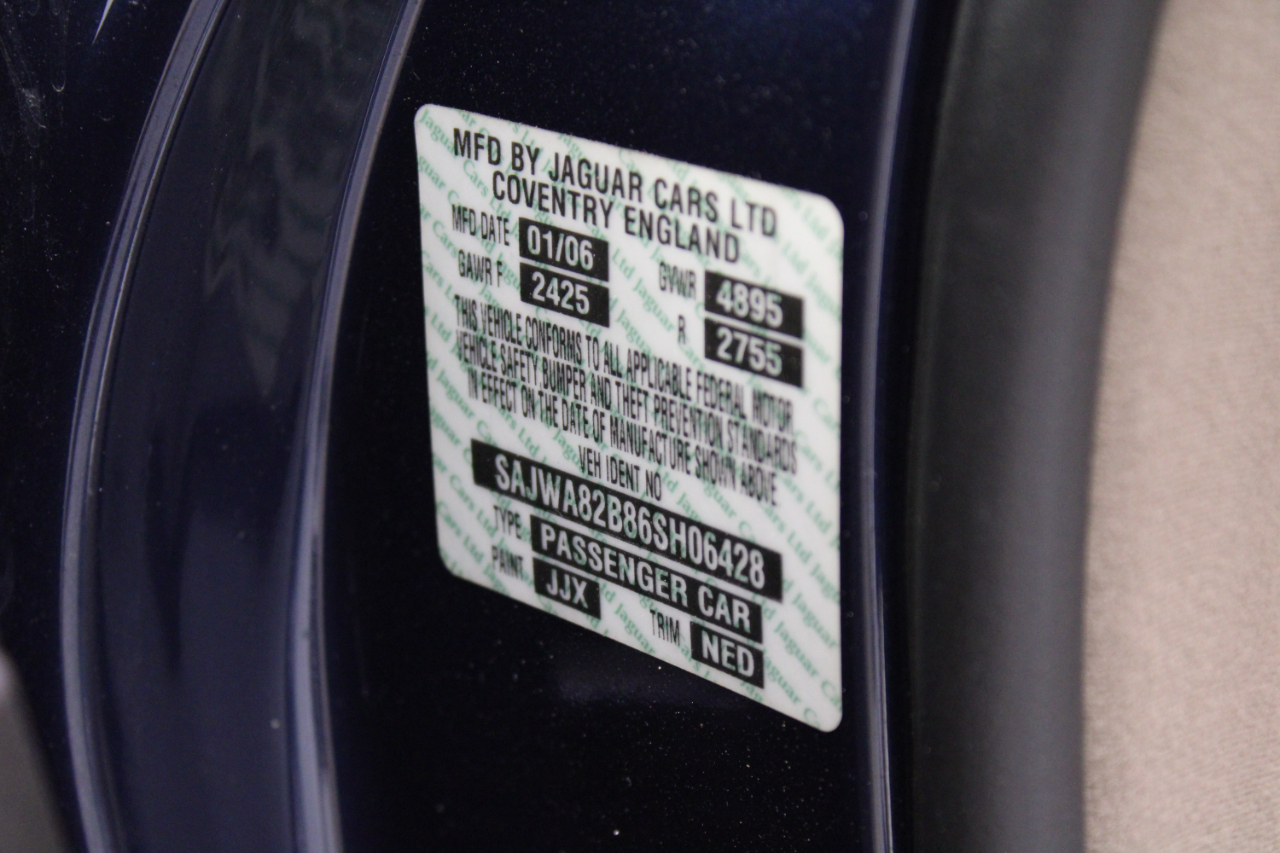 MFD BY JAGUAR CARS LTD
COVENTRY ENGLAND
MFD DATE 01/06 GVWR 4895
GAWR F 2425 R 2755
THIS VEHICLE CONFORMS TO ALL APPLICABLE FEDERAL MOTOR
VEHICLE SAFETY,BUMPER AND THEFT PREVENTION STANDARDS
IN EFFECT ON THE DATE OF MANUFACTURE SHOWN ABOVE
VEH IDENT NO
SAJWA82B86SH06428
TYPE PASSENGER CAR
PAINT JJX TRIM NED